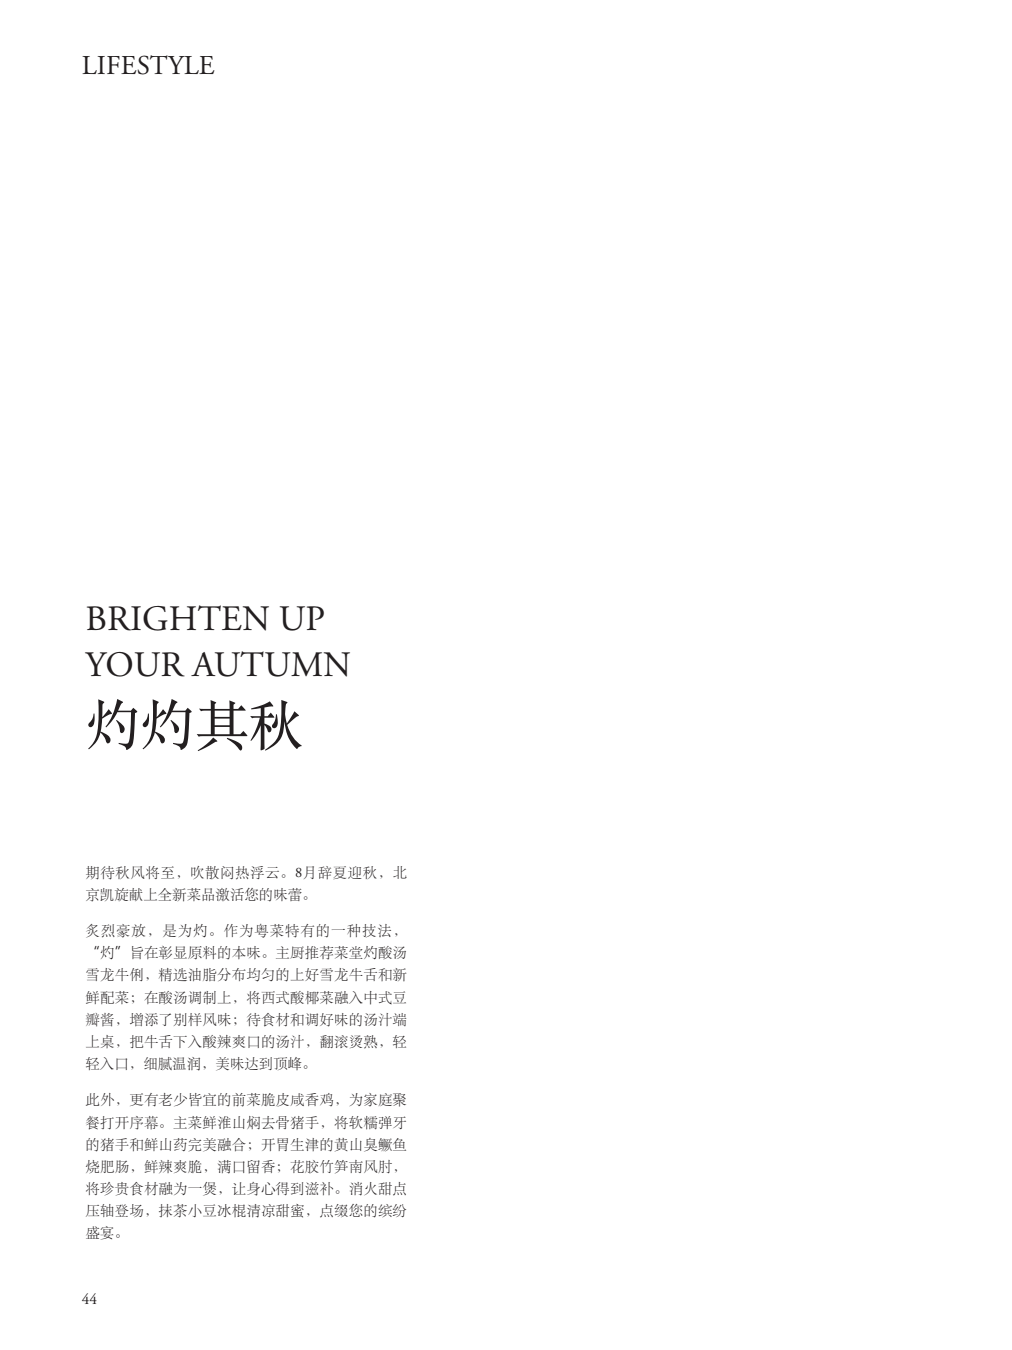 LIFESTYLE
BRIGHTEN UP
YOUR AUTUMN
灼灼其秋
期待秋风将至，吹散闷热浮云。8月辞夏迎秋，北
京凯旋献上全新菜品激活您的味蕾。
炙烈豪放，是为灼。作为粤菜特有的一种技法，
“灼”旨在彰显原料的本味。主厨推荐菜堂灼酸汤
雪龙牛俐，精选油脂分布均匀的上好雪龙牛舌和新
鲜配菜；在酸汤调制上，将西式酸椰菜融入中式豆
瓣酱，增添了别样风味；待食材和调好味的汤汁端
上桌，把牛舌下入酸辣爽口的汤汁，翻滚烫熟，轻
轻入口，细腻温润，美味达到顶峰。
此外，更有老少皆宜的前菜脆皮咸香鸡，为家庭聚
餐打开序幕。主菜鲜淮山焖去骨猪手，将软糯弹牙
的猪手和鲜山药完美融合；开胃生津的黄山臭鳜鱼
烧肥肠，鲜辣爽脆，满口留香；花胶竹笋南风肘，
将珍贵食材融为一煲，让身心得到滋补。消火甜点
压轴登场，抹茶小豆冰棍清凉甜蜜，点缀您的缤纷
盛宴。
44